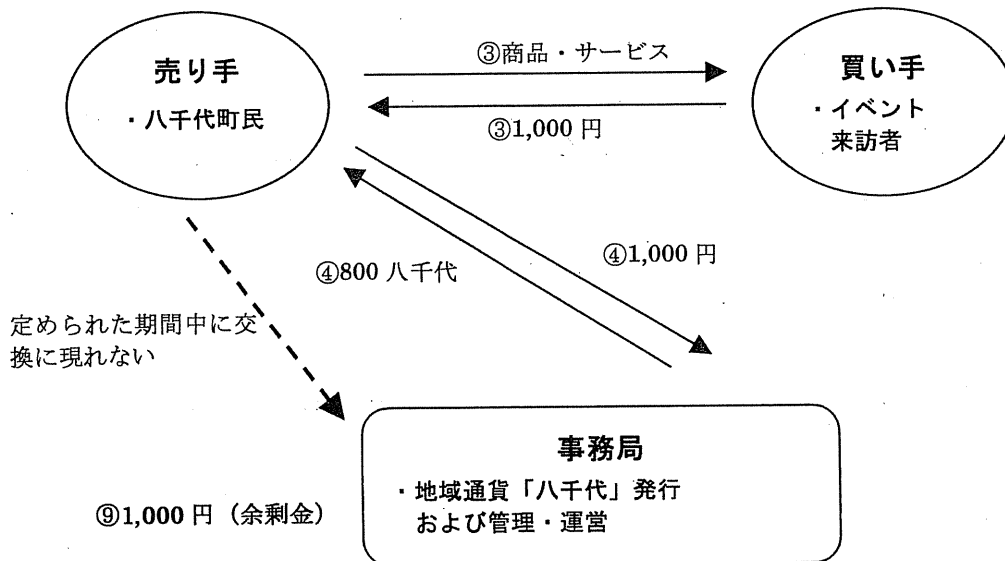 売り手
・八千代町民
③商品・サービス
③1,000 円
買い手
・イベント
来訪者
④800 八千代
④1,000 円
定められた期間中に交
換に現れない
事務局
・地域通貨「八千代」発行
および管理・運営
⑨1,000 円（余剰金）